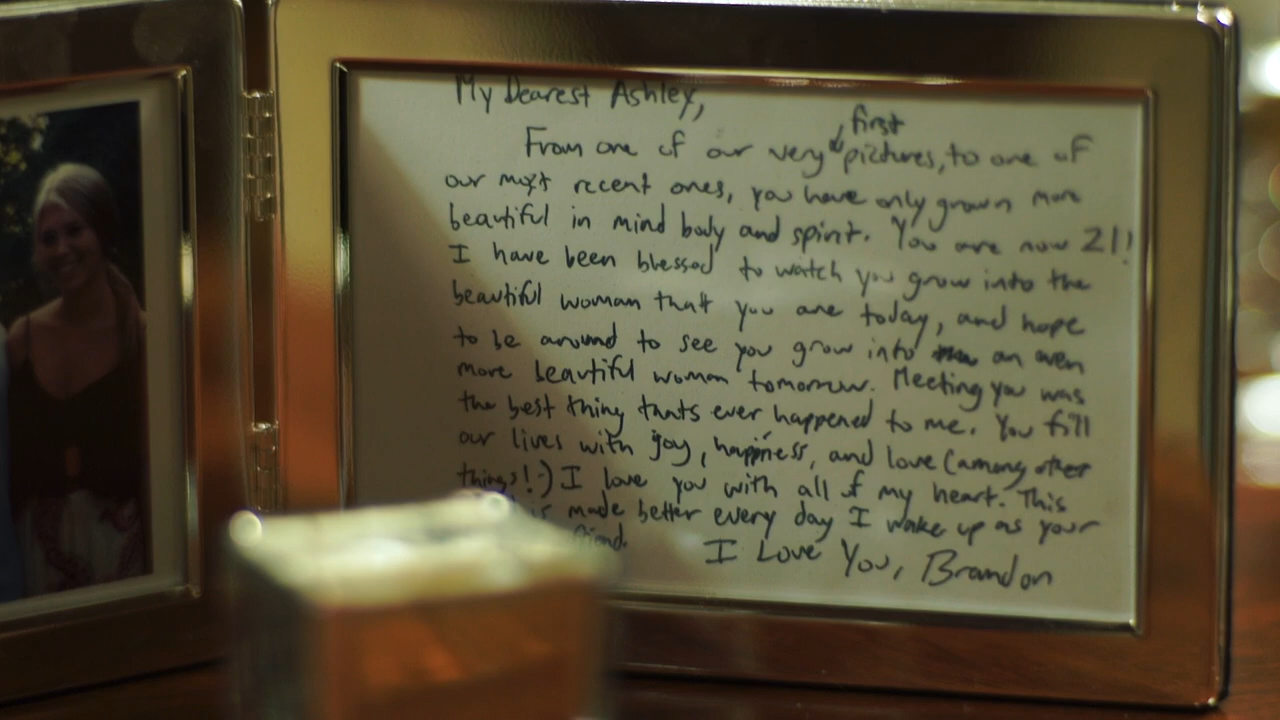 My Dearest Ashley,
first
From one of our very pictures, to one of
our most recent ones, you have only grown more
beautiful in mind body and spirit. You are now 21!
I have been blessed to watch you grow into the
beautiful woman that you are today, and hope
to be around to see you grow into an even
more beautiful woman tomorrow. Meeting you was
the best thing thats ever happened to me. You fill
our lives with joy, happiness, and love (among other
things!:) I love you with all of my heart. This
made better every day I wake up as your
friend.
I Love You, Brandon